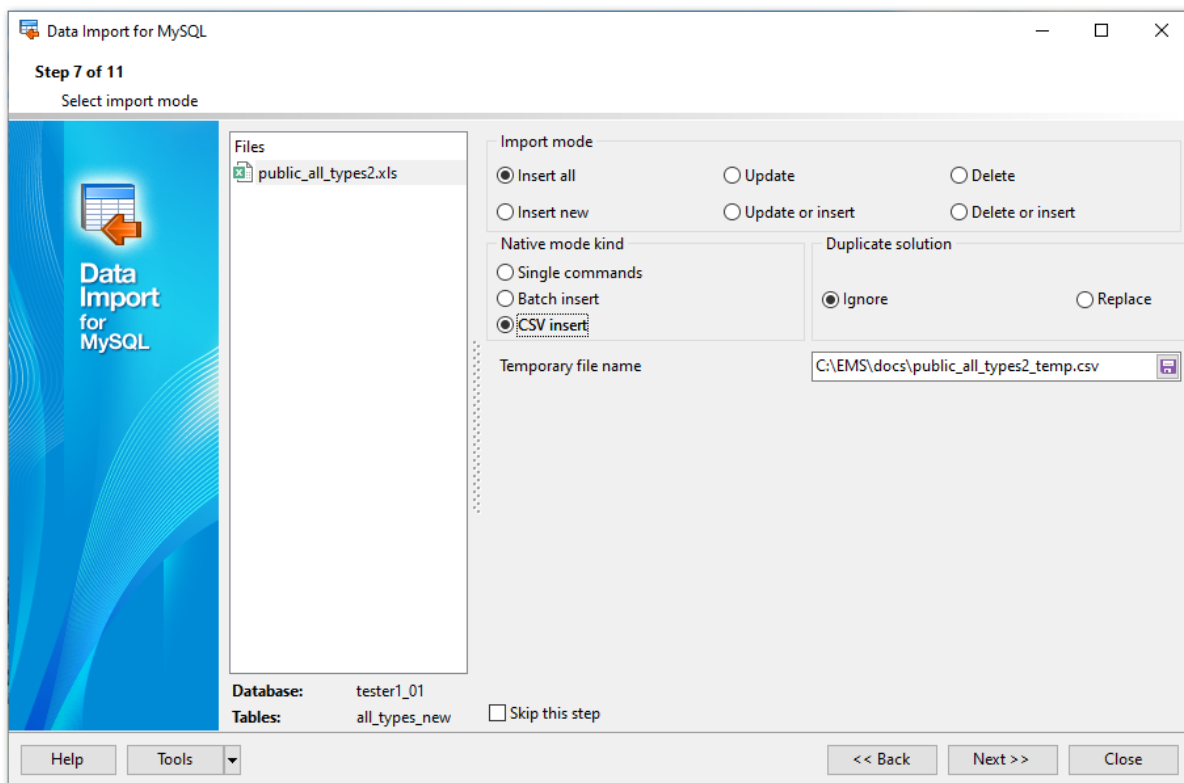 Data Import for MySQL
Step 7 of 11
Select import mode
Data
Import
for
MySQL
Files
public_all_types2.xls
Import mode
Insert all Update Delete
Insert new Update or insert Delete or insert
Native mode kind
Single commands
Batch insert
CSV insert
Duplicate solution
Ignore Replace
Temporary file name C:\EMS\docs\public_all_types2_temp.csv
Database: tester1_01
Tables: all_types_new
Skip this step
Help Tools << Back Next >> Close